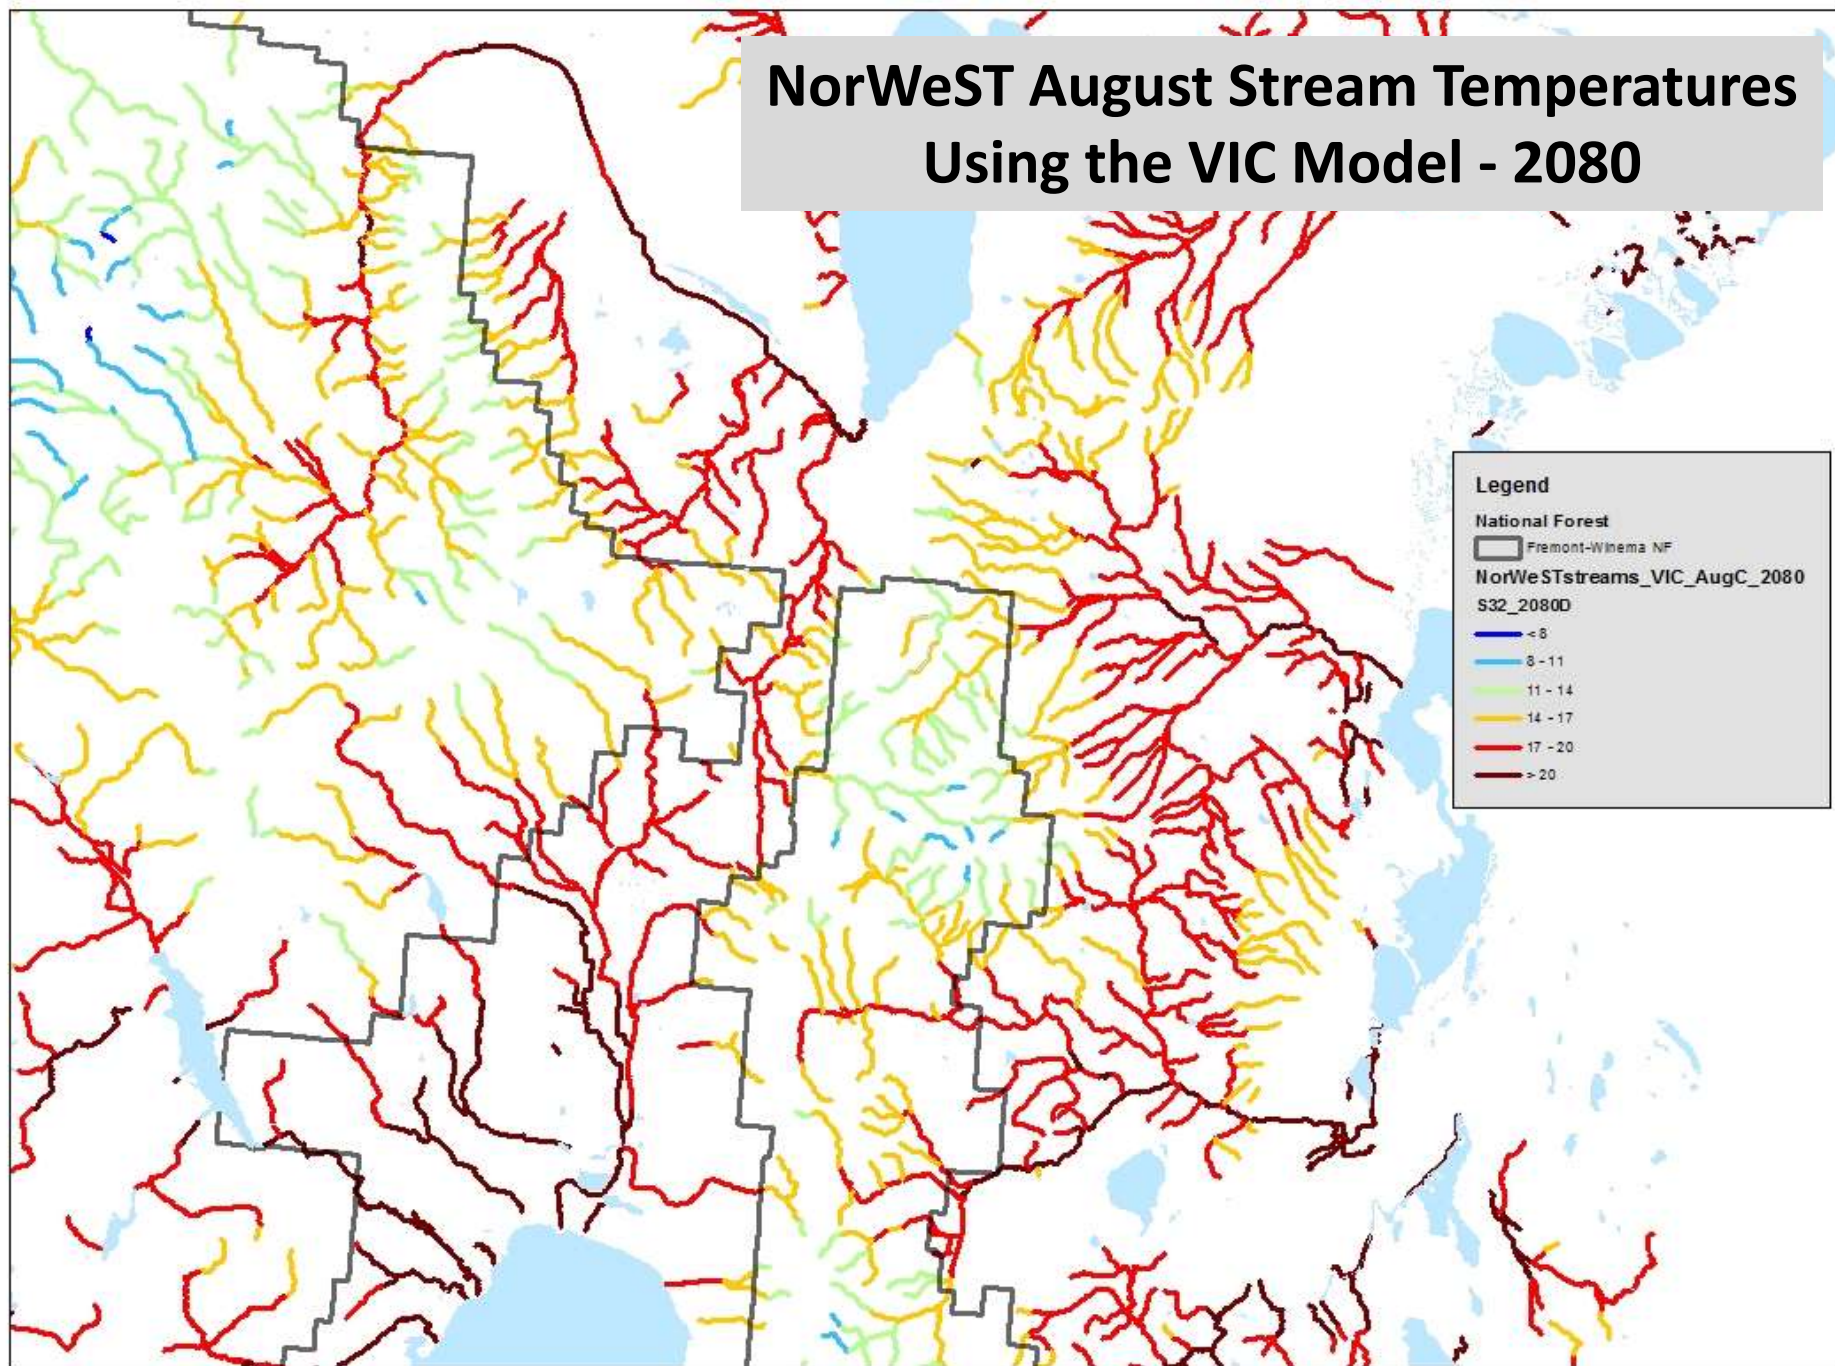 NorWeST August Stream Temperatures
Using the VIC Model - 2080
Legend
National Forest
Fremont-Winema NF
NorWeSTstreams_VIC_AugC_2080
S32_2080D
< 8
8 - 11
11 - 14
14 - 17
17 - 20
> 20